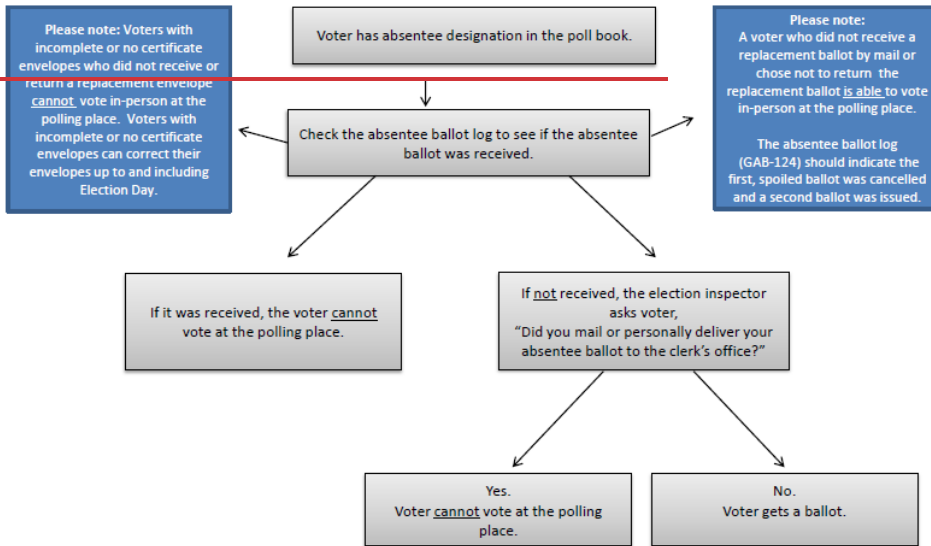 Please note: Voters with
incomplete or no certificate
envelopes who did not receive or
return a replacement envelope
cannot vote in-person at the
polling place. Voters with
incomplete or no certificate
envelopes can correct their
envelopes up to and including
Election Day.
Voter has absentee designation in the poll book.
Please note:
A voter who did not receive a
replacement ballot by mail or
chose not to return the
replacement ballot is able to vote
in-person at the polling place.
The absentee ballot log
(GAB-124) should indicate the
first, spoiled ballot was cancelled
and a second ballot was issued.
Check the absentee ballot log to see if the absentee
ballot was received.
If it was received, the voter cannot
vote at the polling place.
If not received, the election inspector
asks voter,
“Did you mail or personally deliver your
absentee ballot to the clerk’s office?”
Yes.
Voter cannot vote at the polling
place.
No.
Voter gets a ballot.